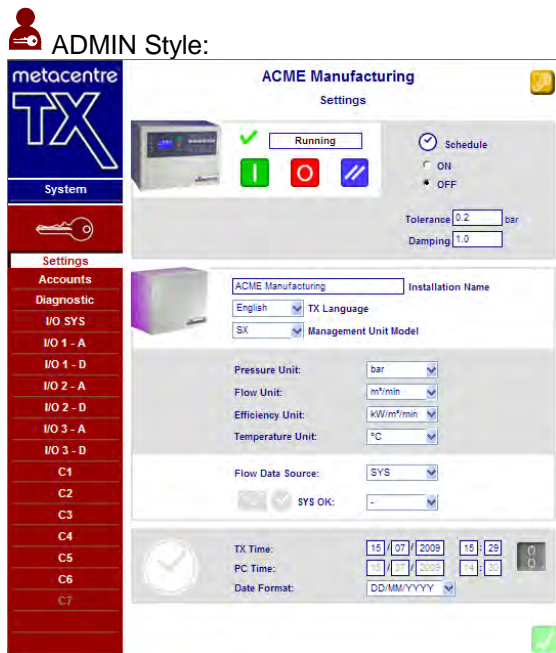 ADMIN Style:
metacentre
TX
System
Settings
Accounts
Diagnostic
I/O SYS
I/O 1 - A
I/O 1 - D
I/O 2 - A
I/O 2 - D
I/O 3 - A
I/O 3 - D
C1
C2
C3
C4
C5
C6
C7
ACME Manufacturing
Settings
Running
Schedule
ON
OFF
Tolerance 0.2 bar
Damping 1.0
ACME Manufacturing Installation Name
English TX Language
SX Management Unit Model
Pressure Unit: bar
Flow Unit: m³/min
Efficiency Unit: kW/m³/min
Temperature Unit: °C
Flow Data Source: SYS
SYS OK: -
TX Time: 15 / 07 / 2009 15 : 29
PC Time: / / 2009 14 : 30
Date Format: DD/MM/YYYY